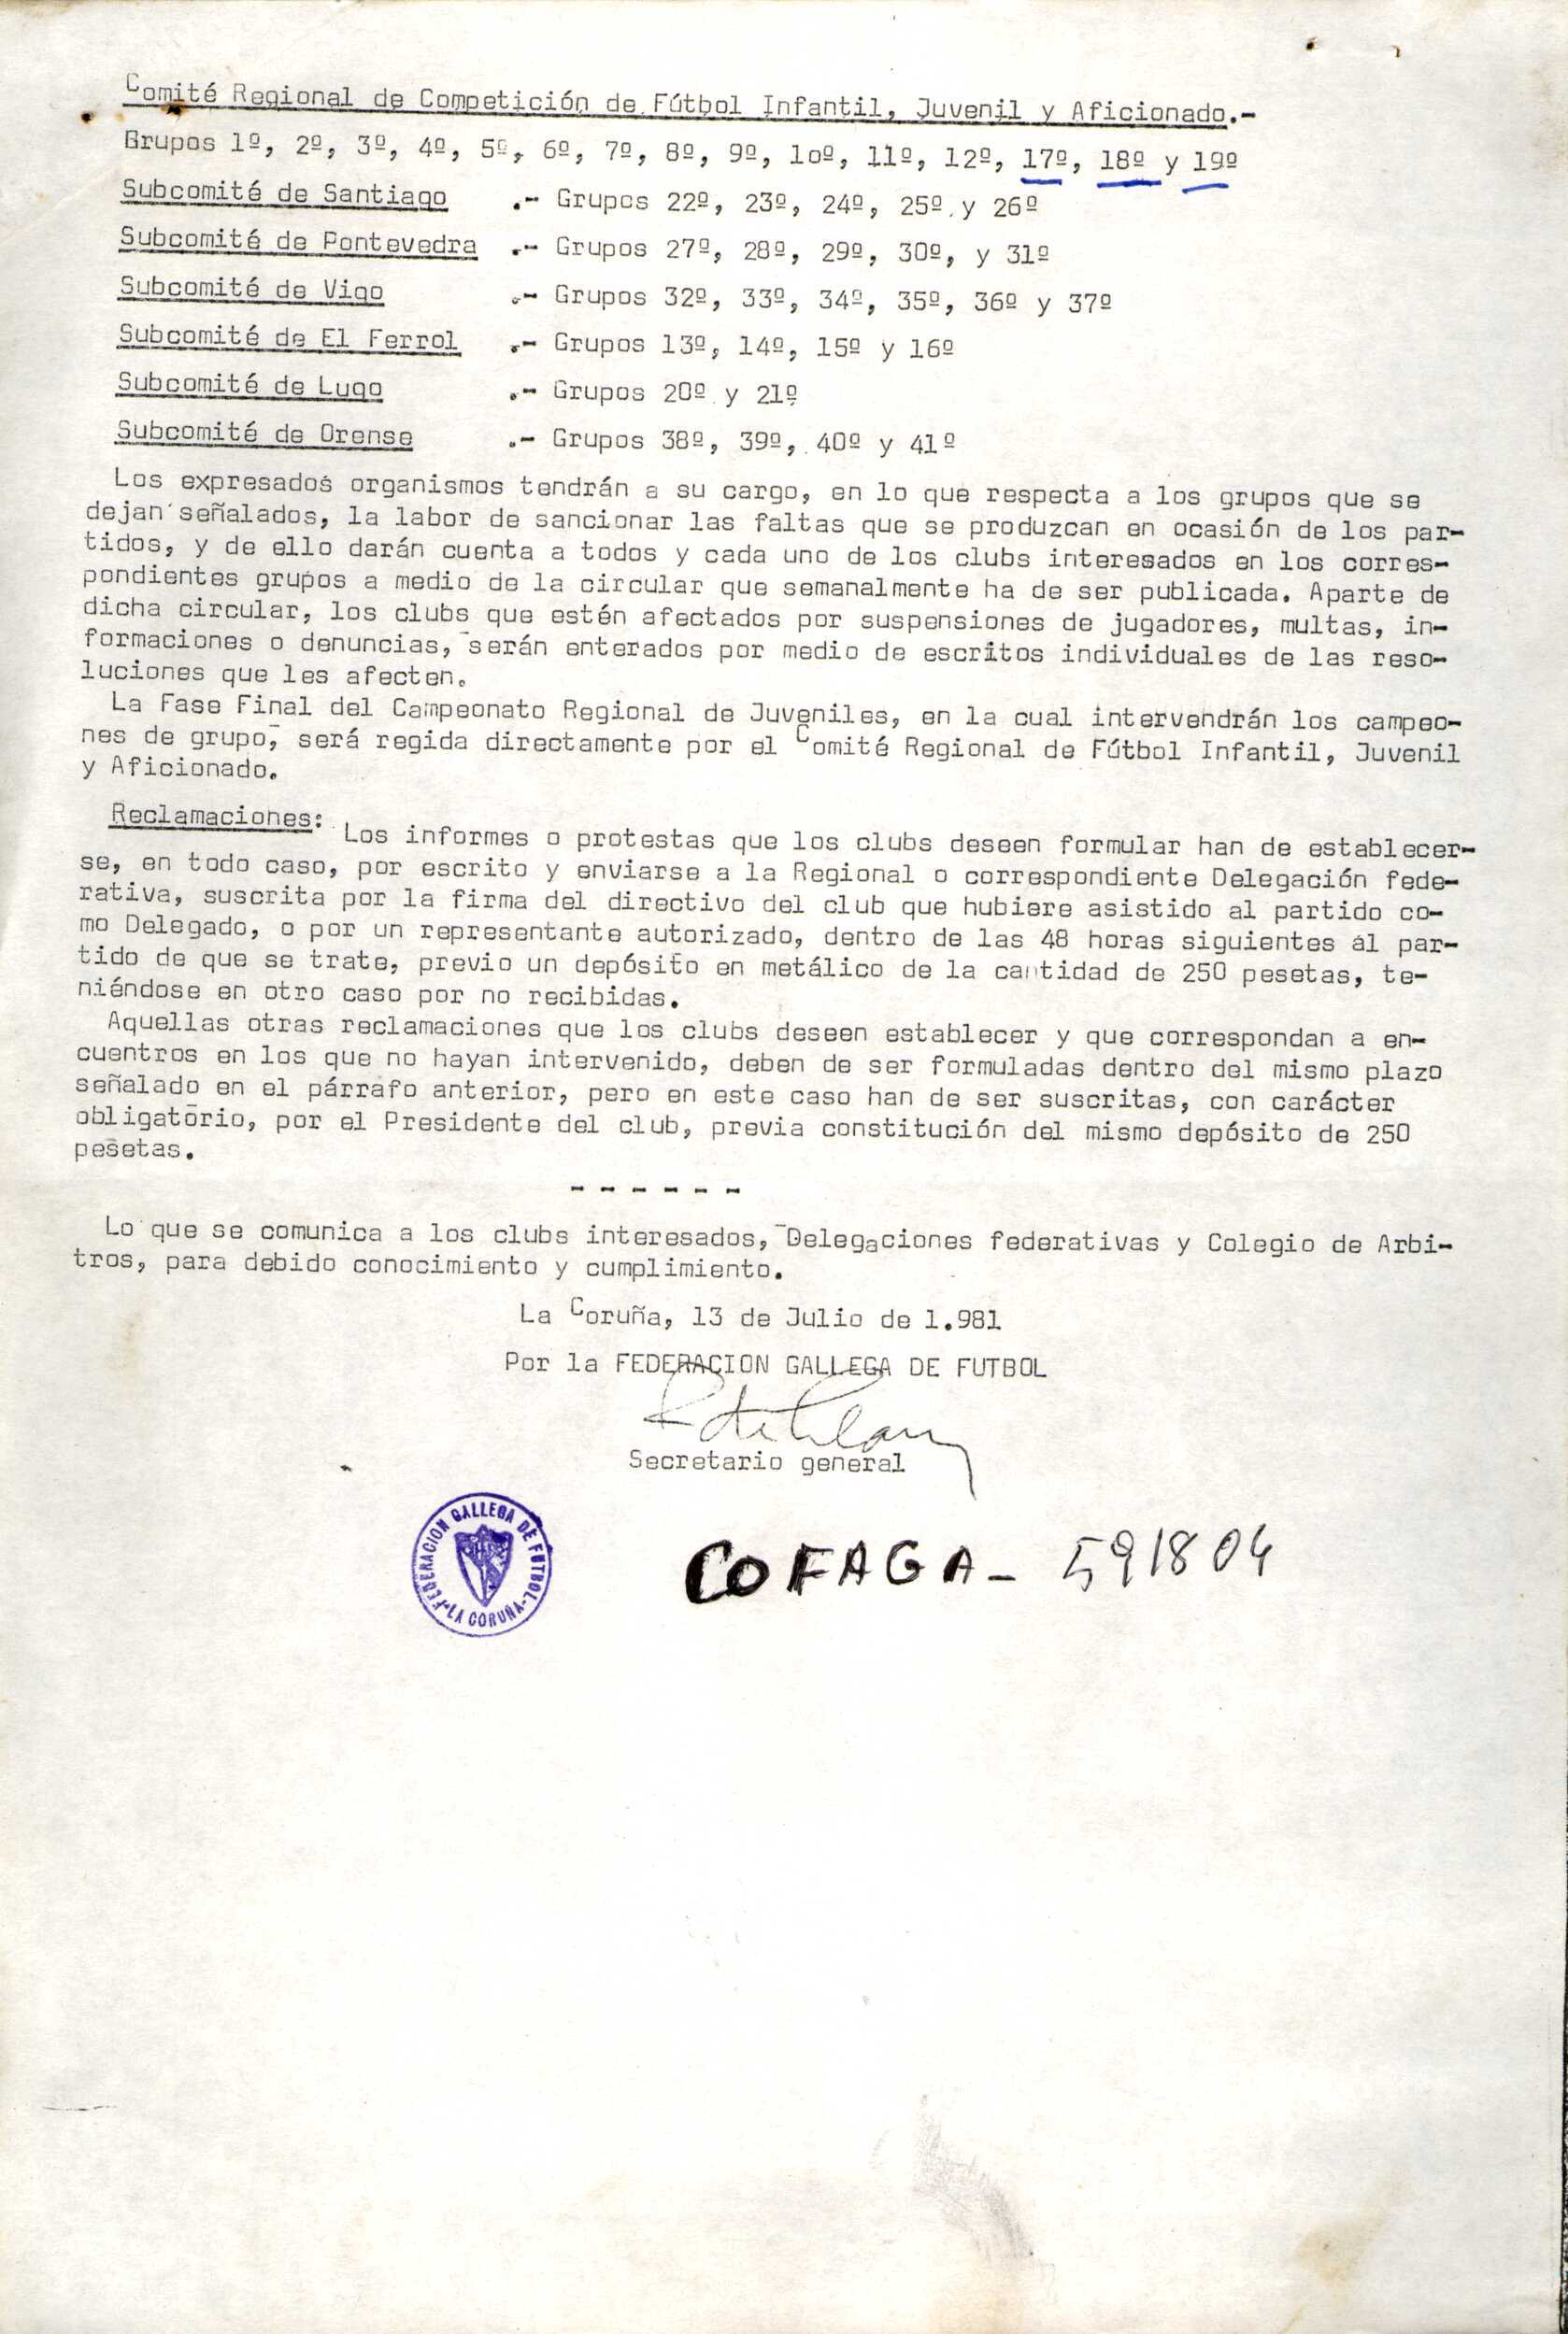 Comité Regional de Competición de Fútbol Infantil, Juvenil y Aficionado.-
Grupos 1º, 2º, 3º, 4º, 5º, 6º, 7º, 8º, 9º, 10º, 11º, 12º, 17º, 18º y 19º
Subcomité de Santiago .- Grupos 22º, 23º, 24º, 25º y 26º
Subcomité de Pontevedra .- Grupos 27º, 28º, 29º, 30º, y 31º
Subcomité de Vigo .- Grupos 32º, 33º, 34º, 35º, 36º y 37º
Subcomité de El Ferrol .- Grupos 13º, 14º, 15º y 16º
Subcomité de Lugo .- Grupos 20º y 21º
Subcomité de Orense .- Grupos 38º, 39º, 40º y 41º
Los expresados organismos tendrán a su cargo, en lo que respecta a los grupos que se
dejan señalados, la labor de sancionar las faltas que se produzcan en ocasión de los par-
tidos, y de ello darán cuenta a todos y cada uno de los clubs interesados en los corres-
pondientes grupos a medio de la circular que semanalmente ha de ser publicada. Aparte de
dicha circular, los clubs que estén afectados por suspensiones de jugadores, multas, in-
formaciones o denuncias, serán enterados por medio de escritos individuales de las reso-
luciones que les afecten.
La Fase Final del Campeonato Regional de Juveniles, en la cual intervendrán los campeo-
nes de grupo, será regida directamente por el Comité Regional de Fútbol Infantil, Juvenil
y Aficionado.
Reclamaciones: Los informes o protestas que los clubs deseen formular han de establecer-
se, en todo caso, por escrito y enviarse a la Regional o correspondiente Delegación fede-
rativa, suscrita por la firma del directivo del club que hubiere asistido al partido co-
mo Delegado, o por un representante autorizado, dentro de las 48 horas siguientes al par-
tido de que se trate, previo un depósito en metálico de la cantidad de 250 pesetas, te-
niéndose en otro caso por no recibidas.
Aquellas otras reclamaciones que los clubs deseen establecer y que correspondan a en-
cuentros en los que no hayan intervenido, deben de ser formuladas dentro del mismo plazo
señalado en el párrafo anterior, pero en este caso han de ser suscritas, con carácter
obligatorio, por el Presidente del club, previa constitución del mismo depósito de 250
pesetas.
- - - - - -
Lo que se comunica a los clubs interesados, Delegaciones federativas y Colegio de Arbi-
tros, para debido conocimiento y cumplimiento.
La Coruña, 13 de Julio de 1.981
Por la FEDERACION GALLEGA DE FUTBOL
Secretario general
FEDERACION GALLEGA DE FUTBOL
-LA CORUÑA-
COFAGA - 591804